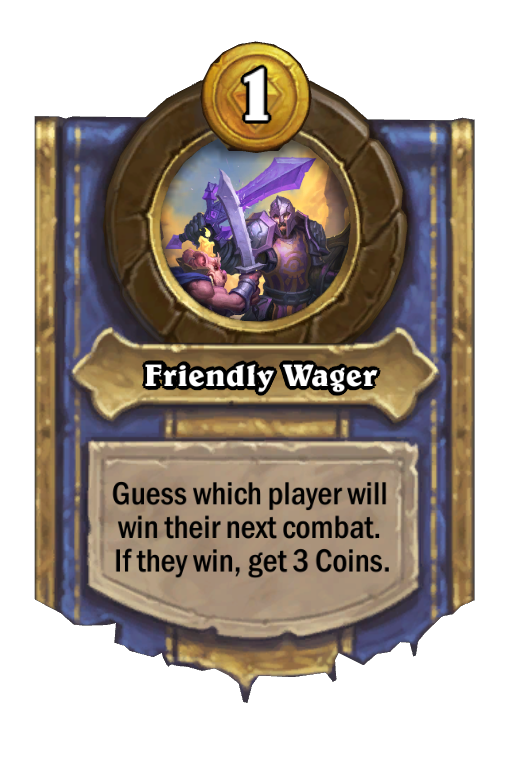 1
Friendly Wager
Guess which player will
win their next combat.
If they win, get 3 Coins.